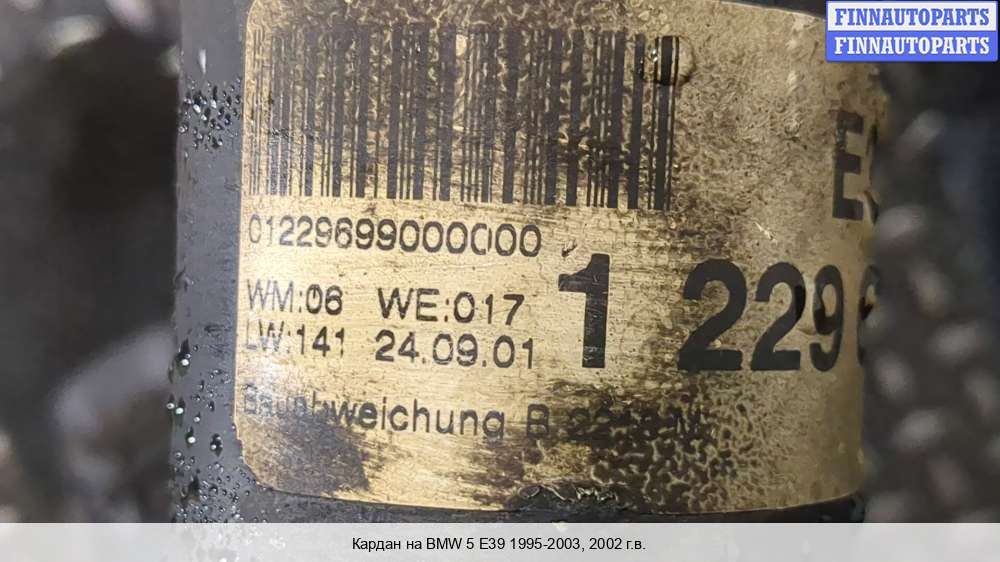 FINNAUTOPARTS
FINNAUTOPARTS
01229699000000
WM:06 WE:017
LW:141 24.09.01
1 229
Bauabweichung B
Кардан на BMW 5 E39 1995-2003, 2002 г.в.